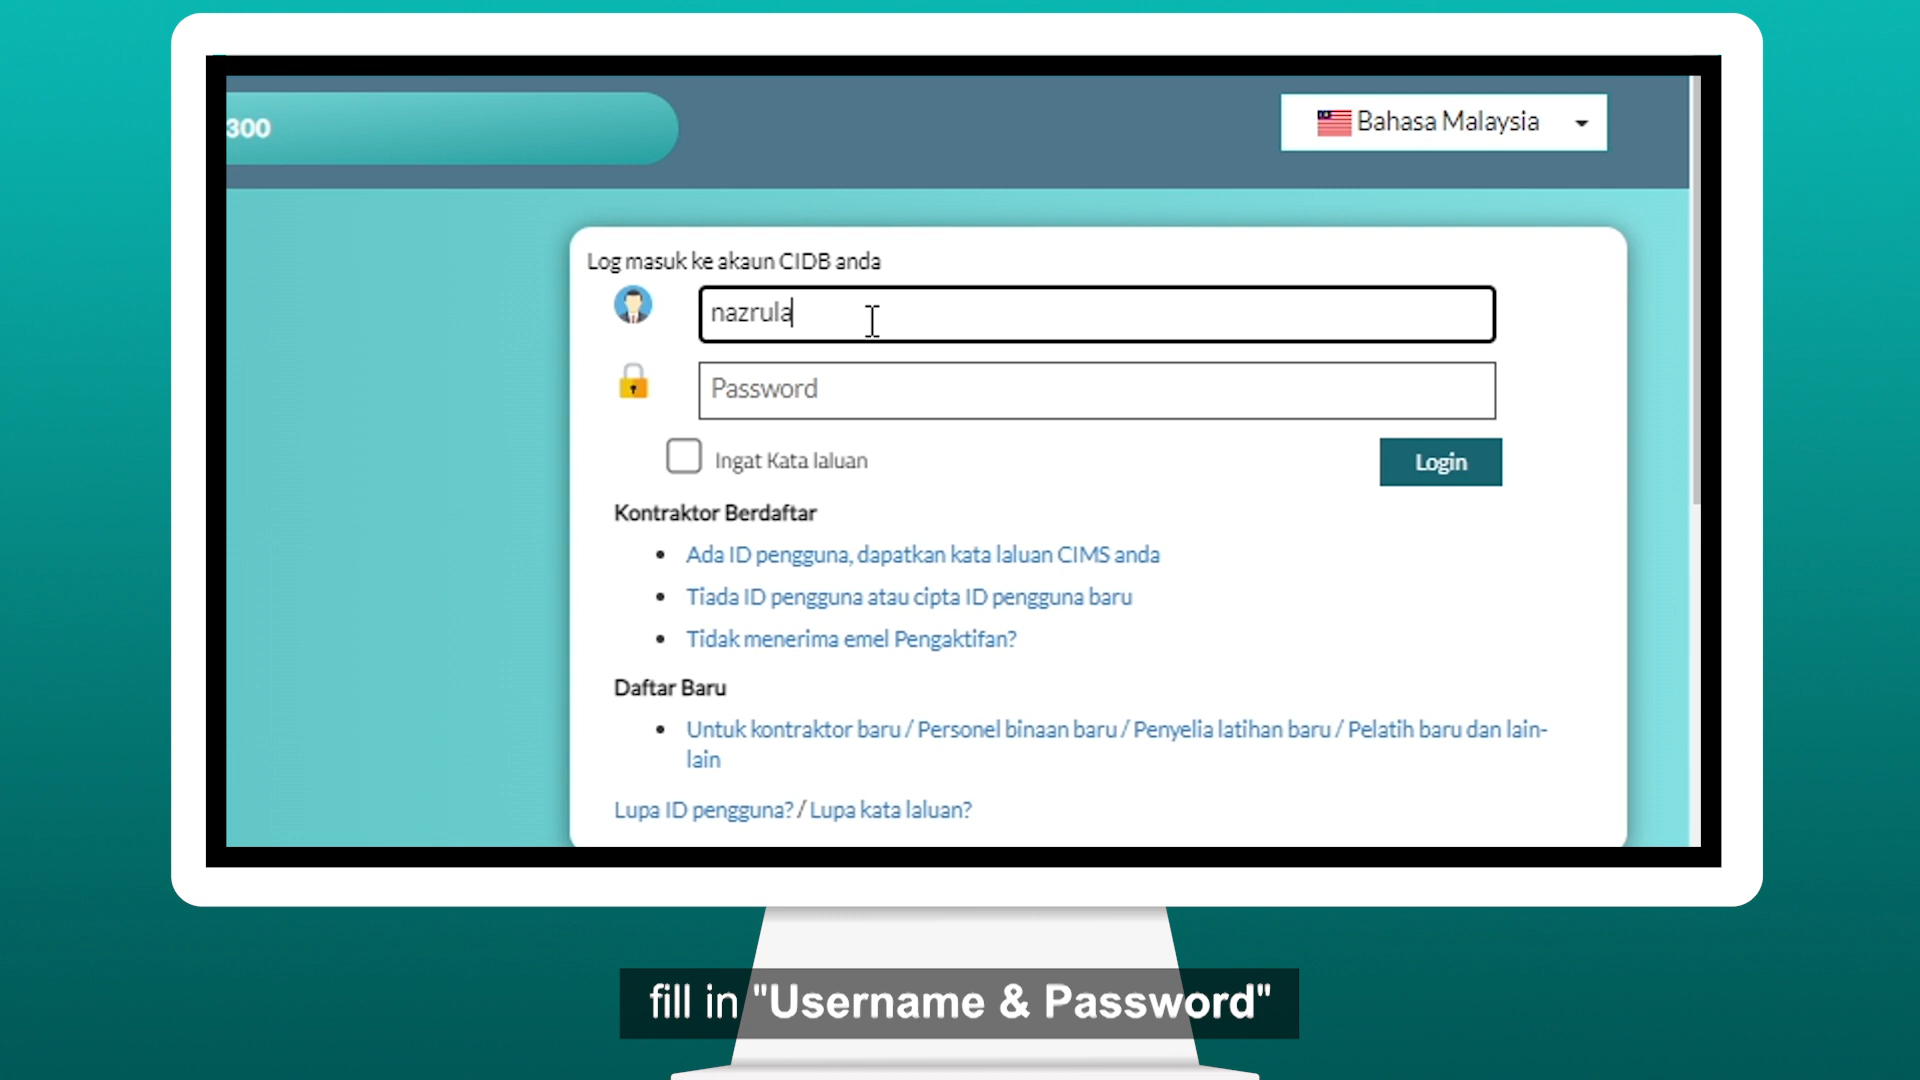 300
Bahasa Malaysia
Log masuk ke akaun CIDB anda
nazrula
Password
Ingat Kata laluan
Login
Kontraktor Berdaftar
Ada ID pengguna, dapatkan kata laluan CIMS anda
Tiada ID pengguna atau cipta ID pengguna baru
Tidak menerima emel Pengaktifan?
Daftar Baru
Untuk kontraktor baru / Personel binaan baru / Penyelia latihan baru / Pelatih baru dan lain-
lain
Lupa ID pengguna? / Lupa kata laluan?
fill in "Username & Password"